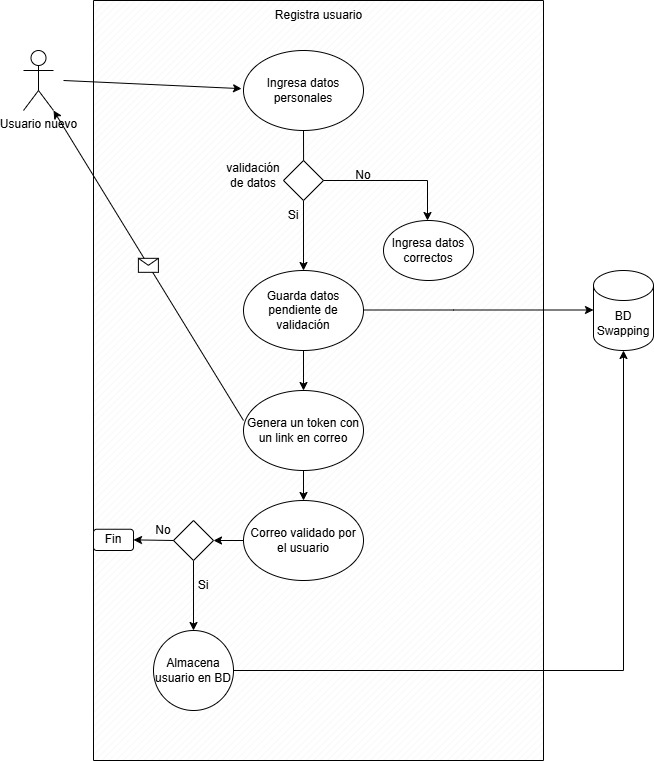 Registra usuario
Usuario nuevo
Ingresa datos
personales
validación
de datos
No
Si
Ingresa datos
correctos
Guarda datos
pendiente de
validación
BD
Swapping
Genera un token con
un link en correo
Correo validado por
el usuario
No
Fin
Si
Almacena
usuario en BD